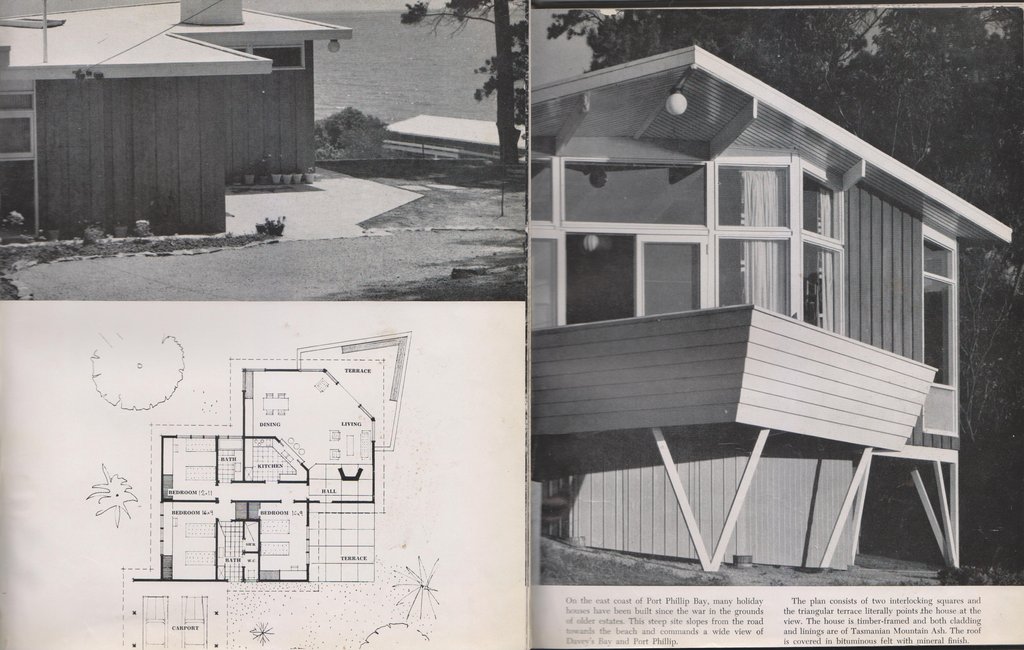 TERRACE
DINING
LIVING
BATH
KITCHEN
BEDROOM
HALL
BEDROOM
BEDROOM
SHR
BATH
W.C
TERRACE
CARPORT
On the east coast of Port Phillip Bay, many holiday
houses have been built since the war in the grounds
of older estates. This steep site slopes from the road
towards the beach and commands a wide view of
Davey's Bay and Port Phillip.
The plan consists of two interlocking squares and
the triangular terrace literally points the house at the
view. The house is timber-framed and both cladding
and linings are of Tasmanian Mountain Ash. The roof
is covered in bituminous felt with mineral finish.